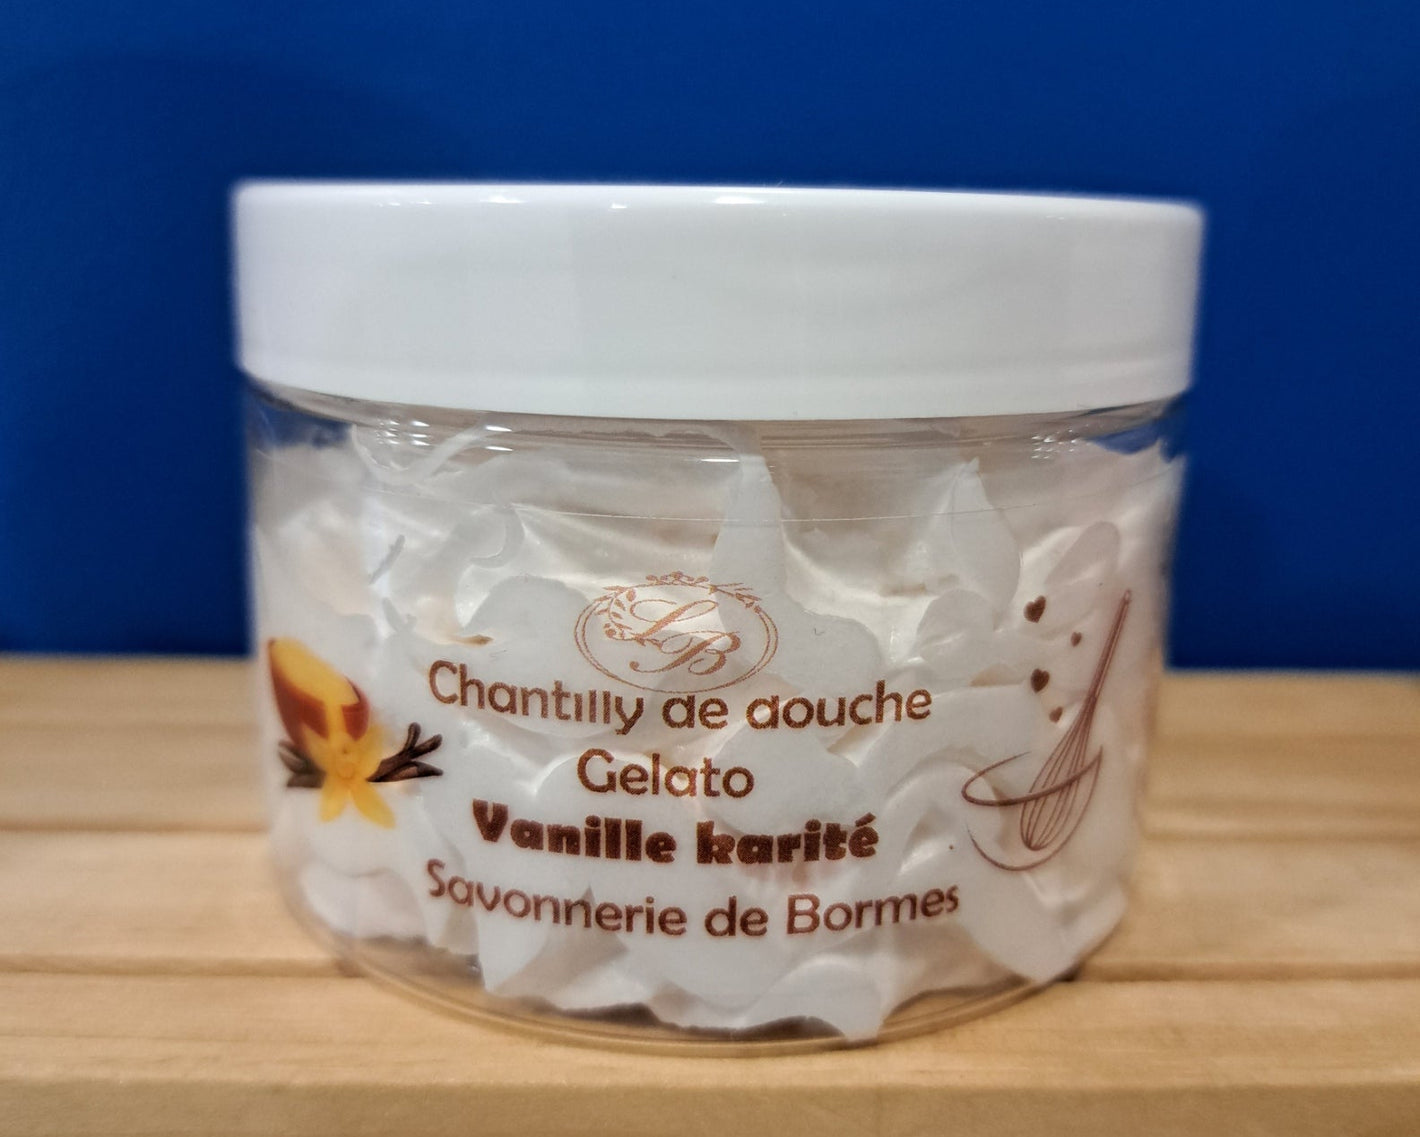 LB
Chantilly de douche
Gelato
Vanille karité
Savonnerie de Bormes